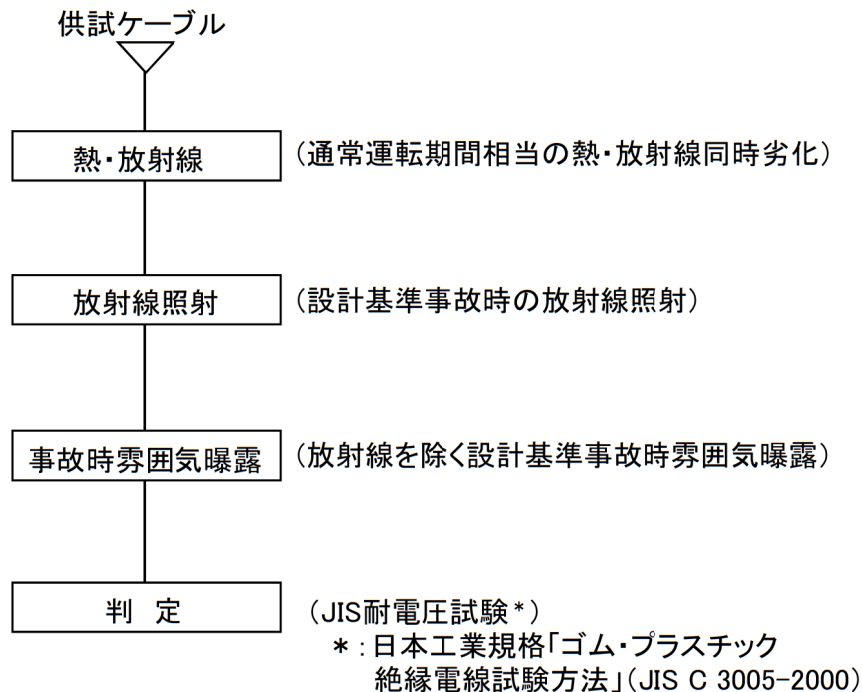 供試ケーブル
熱・放射線 (通常運転期間相当の熱・放射線同時劣化)
放射線照射 (設計基準事故時の放射線照射)
事故時雰囲気曝露 (放射線を除く設計基準事故時雰囲気曝露)
判 定 (JIS耐電圧試験*)
*:日本工業規格「ゴム・プラスチック
絶縁電線試験方法」(JIS C 3005-2000)